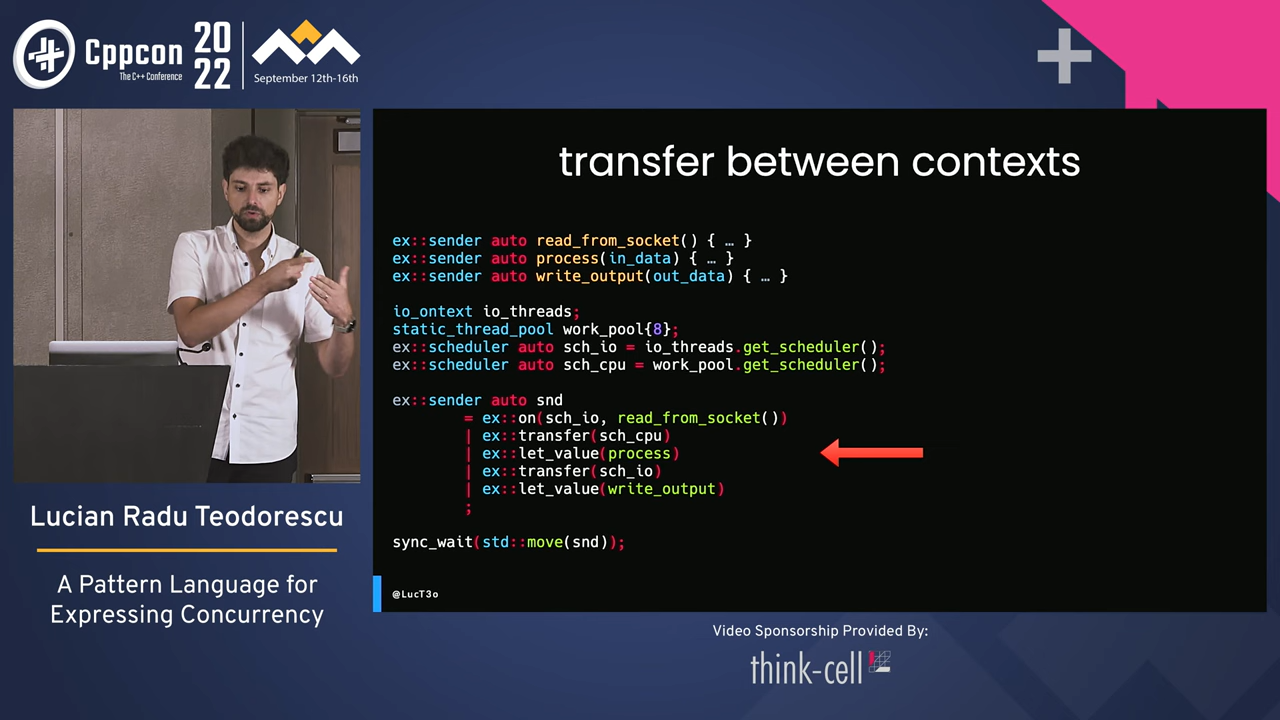 Cppcon
The C++ Conference
20
22
September 12th-16th
transfer between contexts
ex::sender auto read_from_socket() { … }
ex::sender auto process(in_data) { … }
ex::sender auto write_output(out_data) { … }
io_ontext io_threads;
static_thread_pool work_pool{8};
ex::scheduler auto sch_io = io_threads.get_scheduler();
ex::scheduler auto sch_cpu = work_pool.get_scheduler();
ex::sender auto snd
= ex::on(sch_io, read_from_socket())
| ex::transfer(sch_cpu)
| ex::let_value(process)
| ex::transfer(sch_io)
| ex::let_value(write_output)
;
sync_wait(std::move(snd));
@LucT3o
Lucian Radu Teodorescu
A Pattern Language for
Expressing Concurrency
Video Sponsorship Provided By:
think-cell